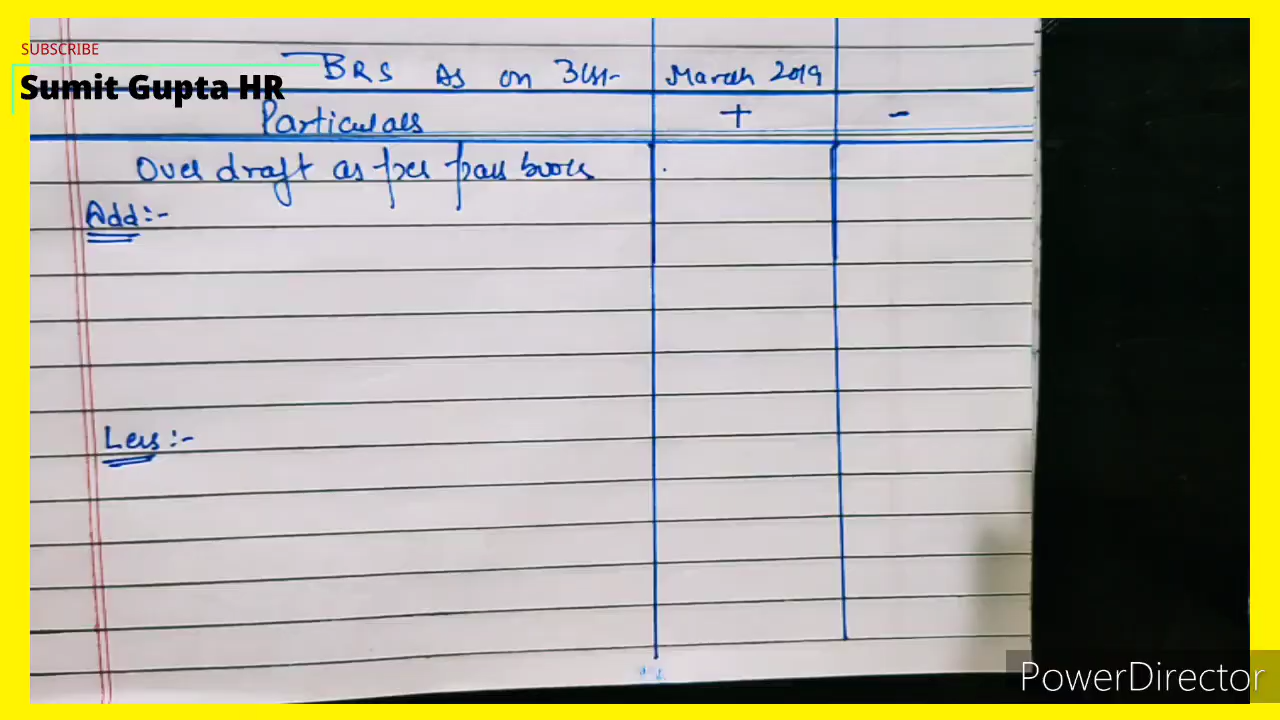 SUBSCRIBE
Sumit Gupta HR
BRS As on 31st March 2019
Particulars + -
Over draft as per pass book
Add:-
Less:-
PowerDirector